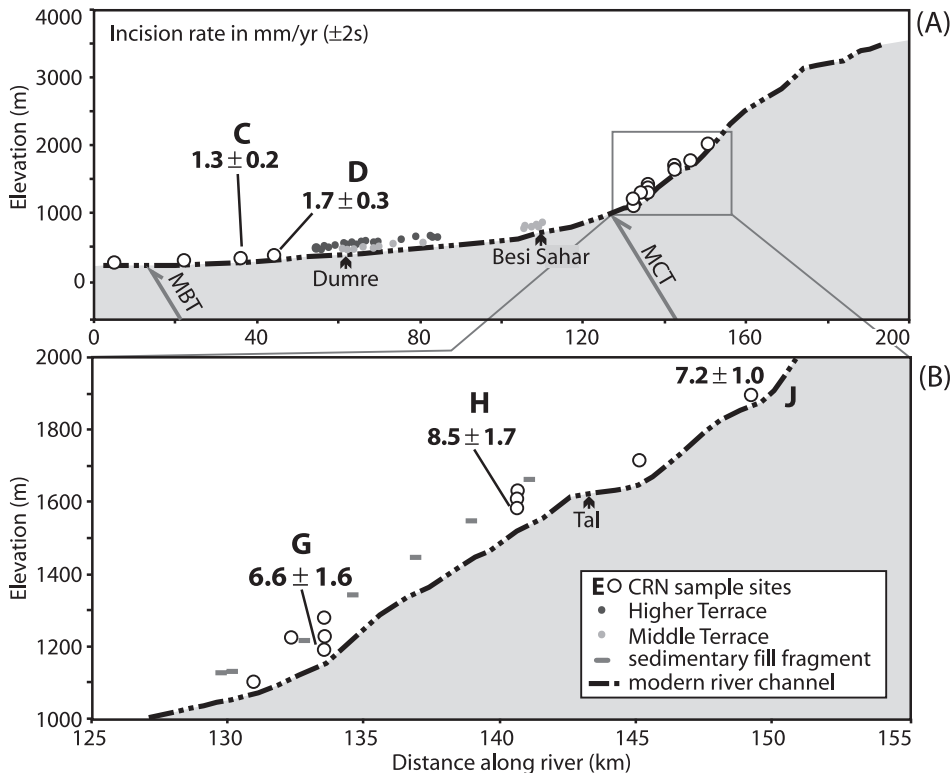 (A)
Incision rate in mm/yr (±2s)
Elevation (m)
4000
3000
2000
1000
0
C
1.3 ± 0.2
D
1.7 ± 0.3
MBT
Dumre
Besi Sahar
MCT
0 40 80 120 160 200
(B)
Elevation (m)
2000
1800
1600
1400
1200
1000
7.2 ± 1.0
J
H
8.5 ± 1.7
Tal
G
6.6 ± 1.6
E CRN sample sites
Higher Terrace
Middle Terrace
sedimentary fill fragment
modern river channel
125 130 135 140 145 150 155
Distance along river (km)